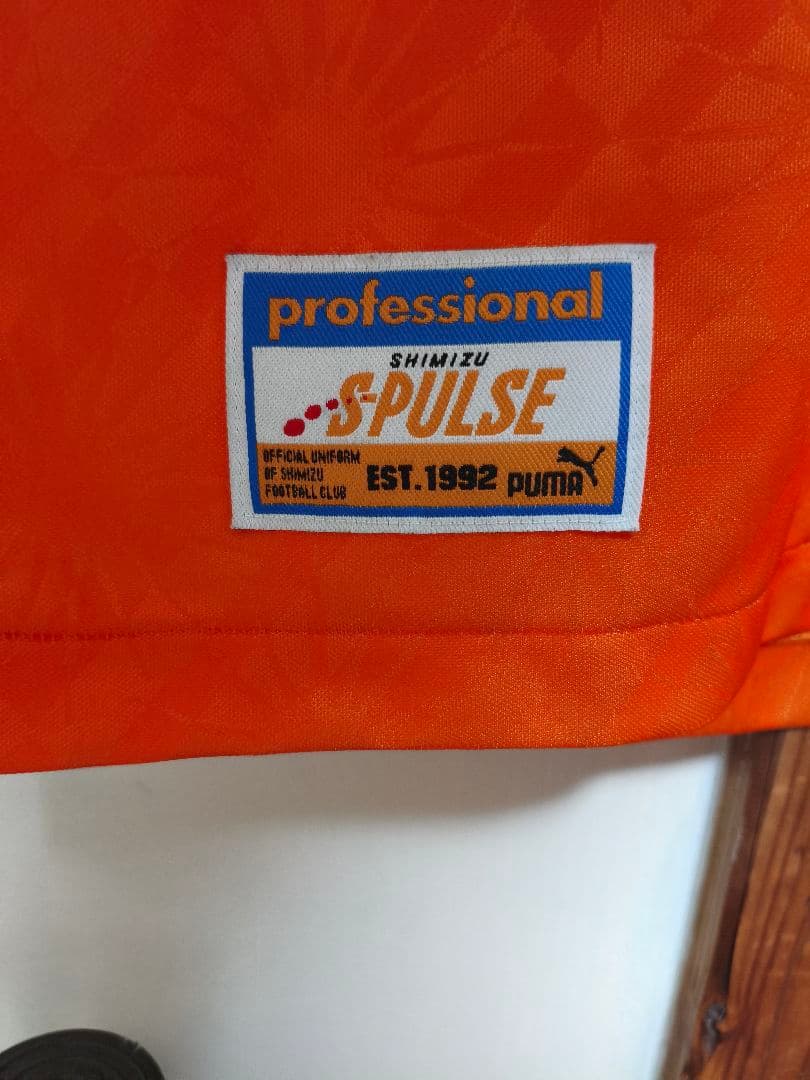 professional
SHIMIZU
S-PULSE
OFFICIAL UNIFORM
OF SHIMIZU
FOOTBALL CLUB
EST.1992
PUMA